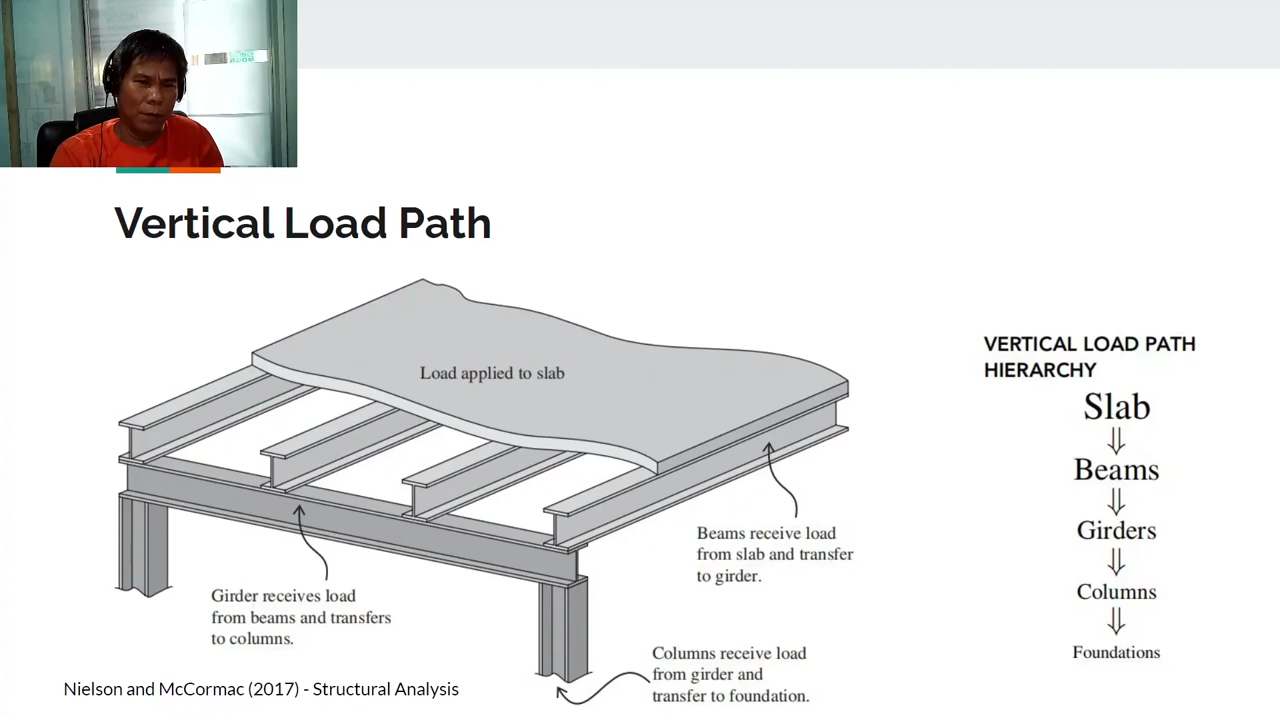 Vertical Load Path
Load applied to slab
Beams receive load
from slab and transfer
to girder.
Girder receives load
from beams and transfers
to columns.
Columns receive load
from girder and
transfer to foundation.
Nielson and McCormac (2017) - Structural Analysis
VERTICAL LOAD PATH
HIERARCHY
Slab
Beams
Girders
Columns
Foundations